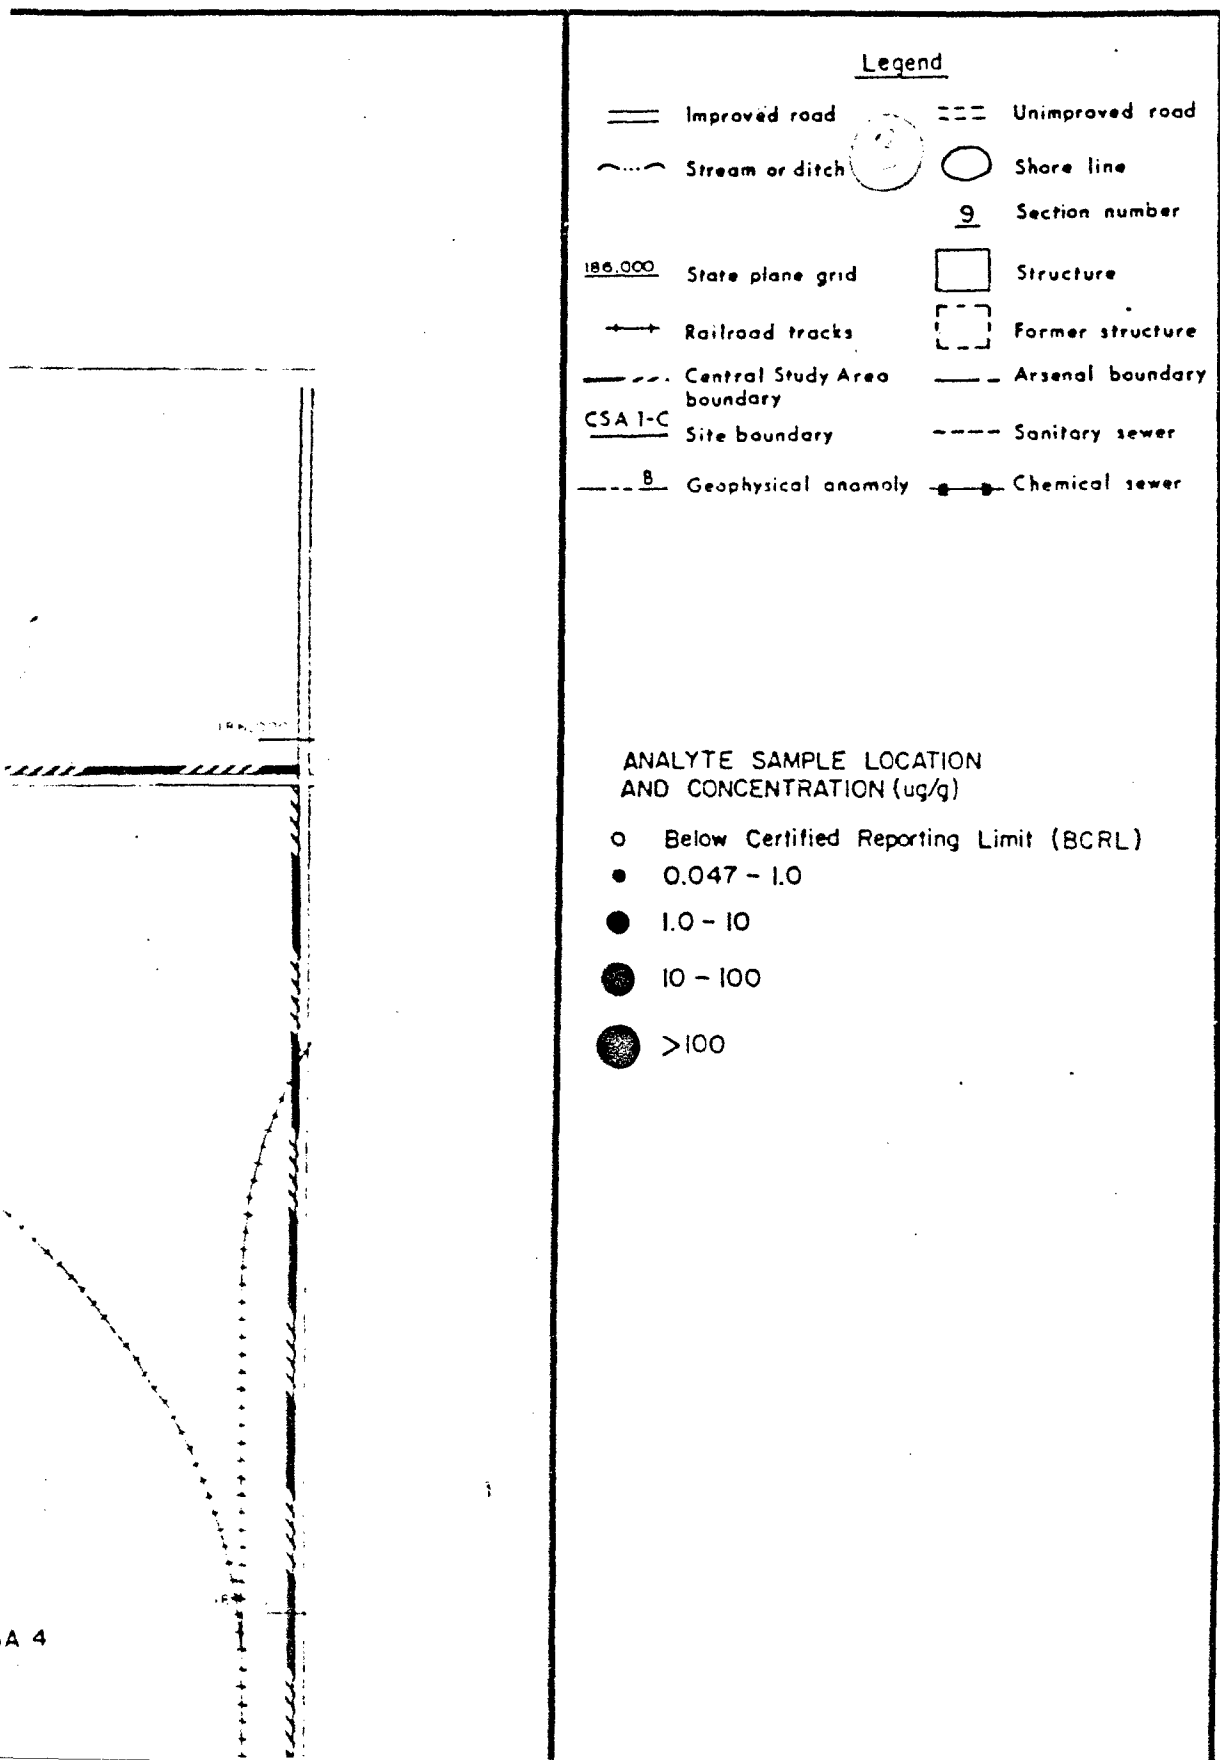 Legend
Improved road
Unimproved road
Stream or ditch
Shore line
9 Section number
186,000 State plane grid
Structure
Railroad tracks
Former structure
Central Study Area
boundary
Arsenal boundary
CSA 1-C Site boundary
Sanitary sewer
B Geophysical anamoly
Chemical sewer
ANALYTE SAMPLE LOCATION
AND CONCENTRATION (ug/g)
Below Certified Reporting Limit (BCRL)
0.047 - 1.0
1.0 - 10
10 - 100
>100
A 4